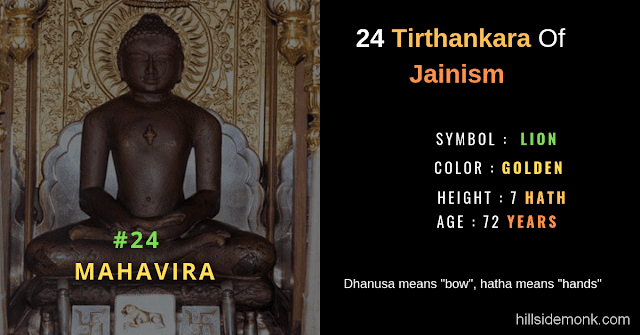 24 Tirthankara Of
Jainism
SYMBOL : LION
COLOR : GOLDEN
HEIGHT : 7 HATH
AGE : 72 YEARS
#24
MAHAVIRA
Dhanusa means "bow", hatha means "hands"
hillsidemonk.com